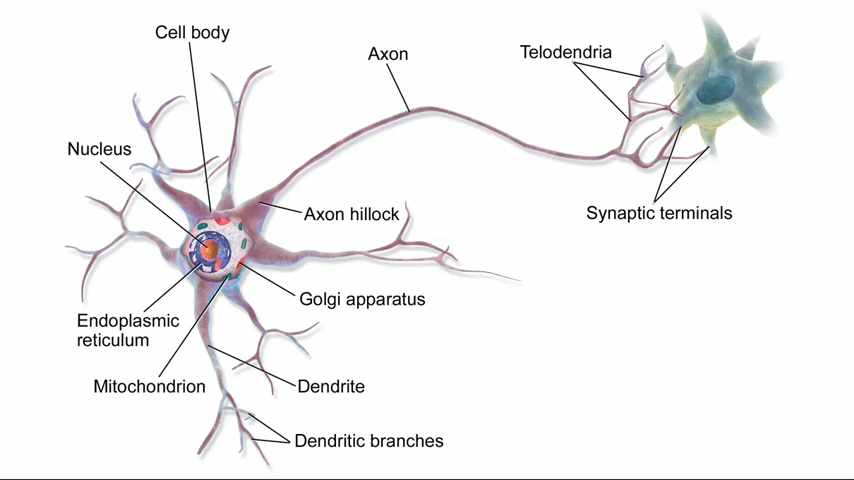 Cell body
Axon
Telodendria
Nucleus
Axon hillock
Synaptic terminals
Golgi apparatus
Endoplasmic
reticulum
Mitochondrion
Dendrite
Dendritic branches